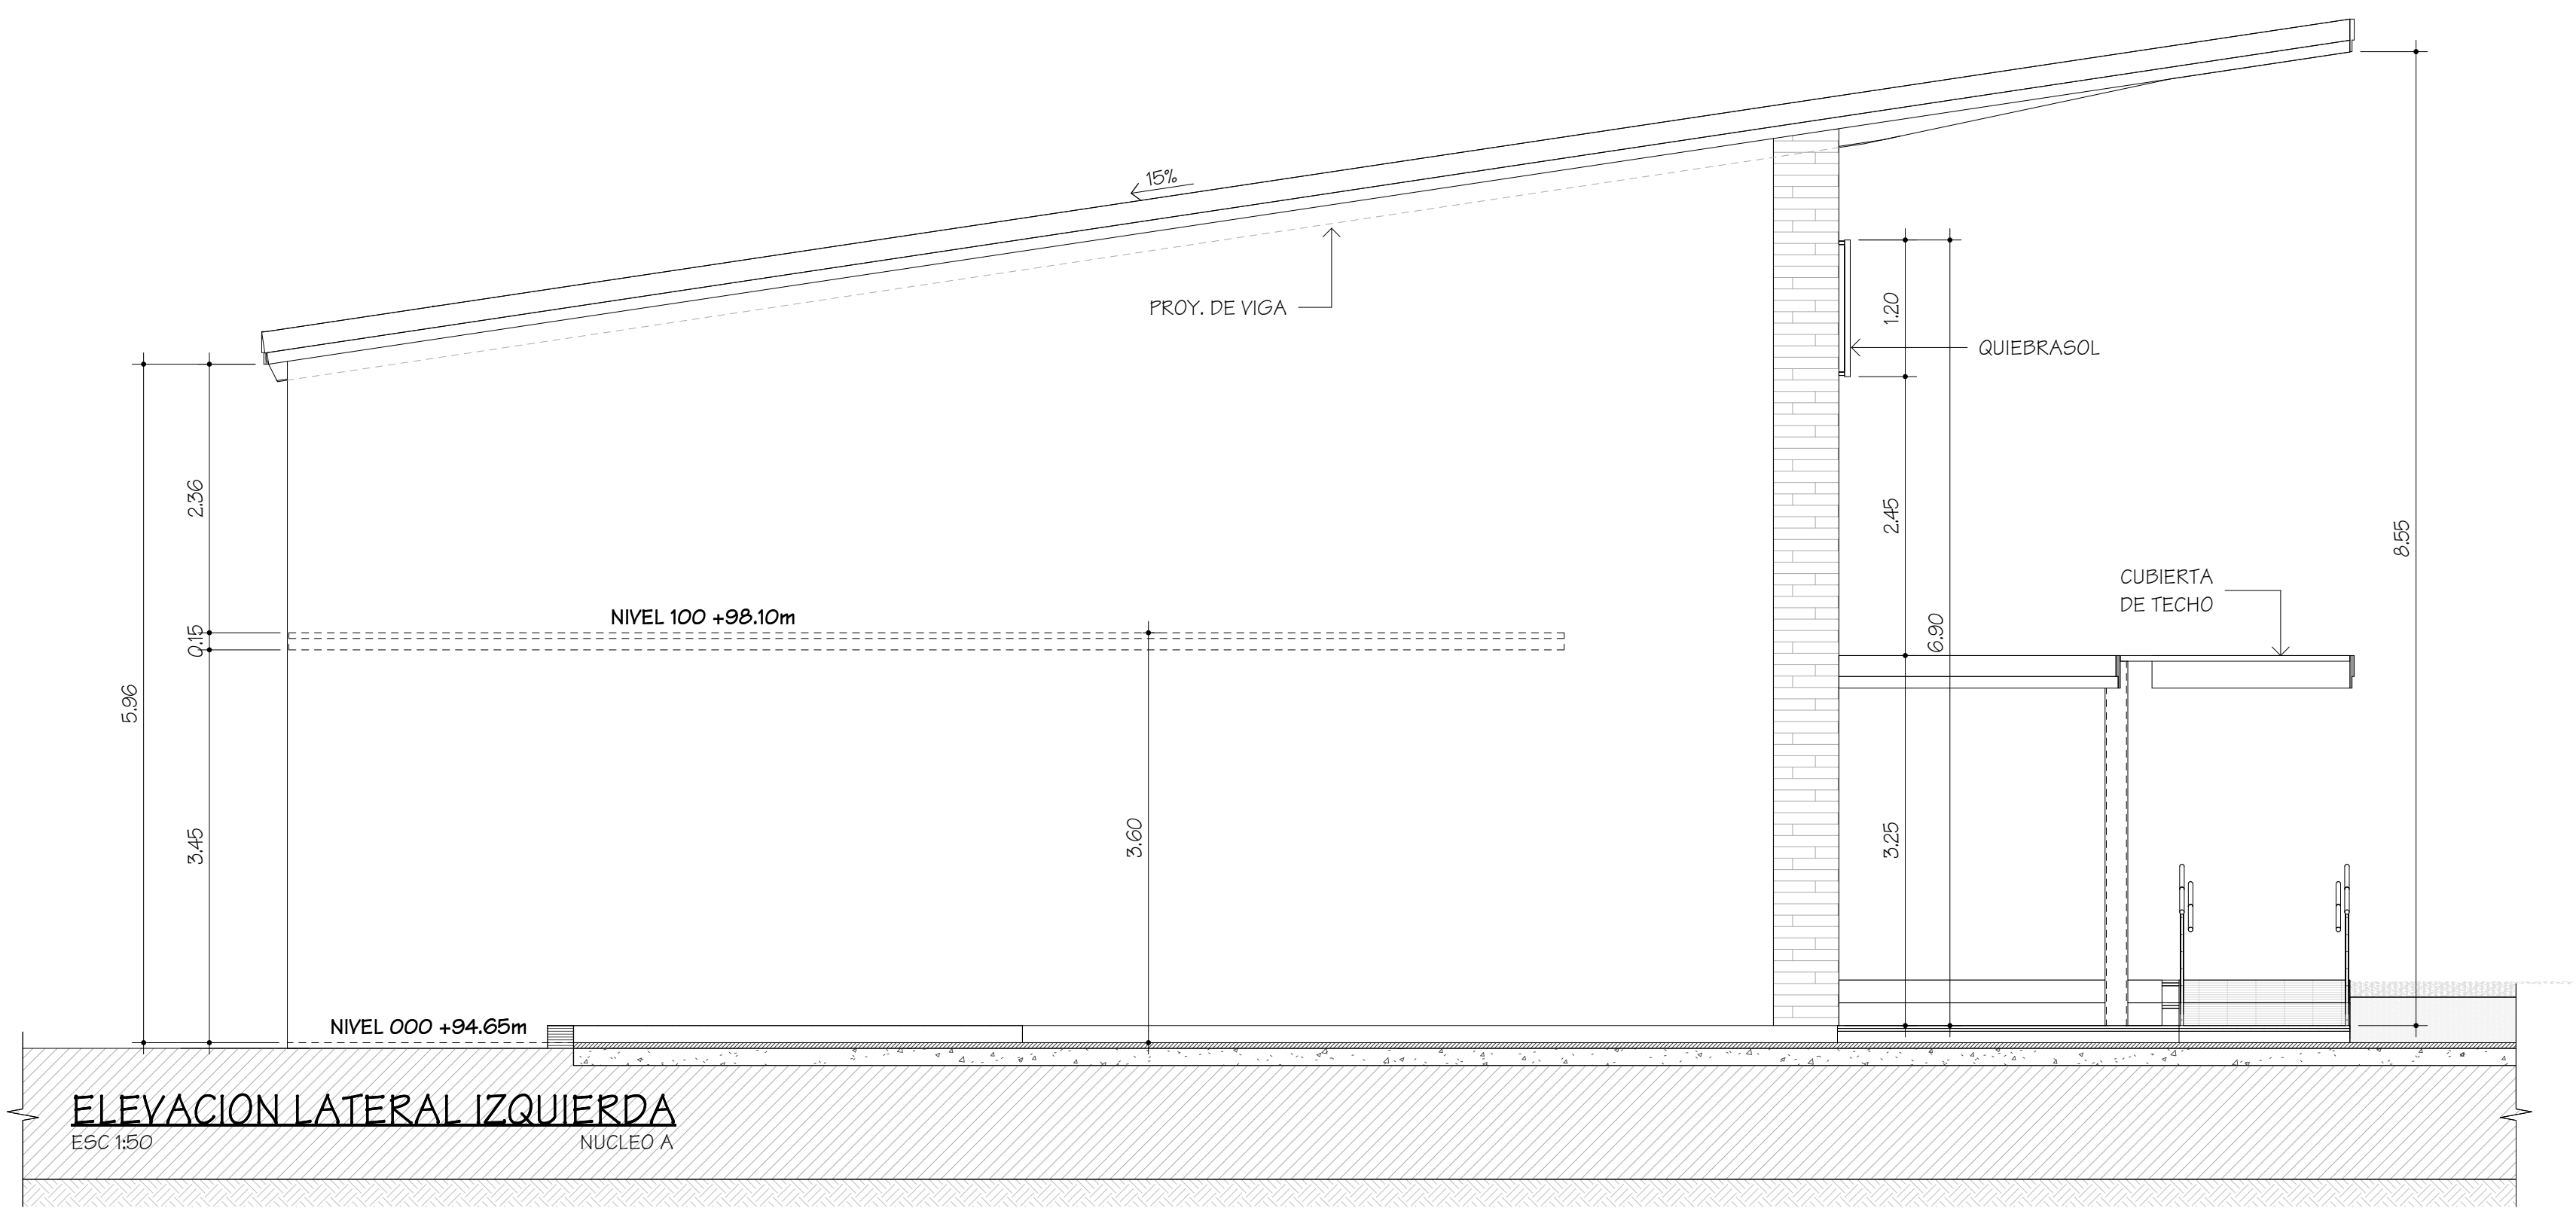 15%
PROY. DE VIGA
1.20
QUIEBRASOL
2.36
2.45
8.55
CUBIERTA
DE TECHO
NIVEL 100 +98.10m
0.15
6.90
5.96
3.45
3.60
3.25
NIVEL 000 +94.65m
ELEVACION LATERAL IZQUIERDA
ESC 1:50
NUCLEO A